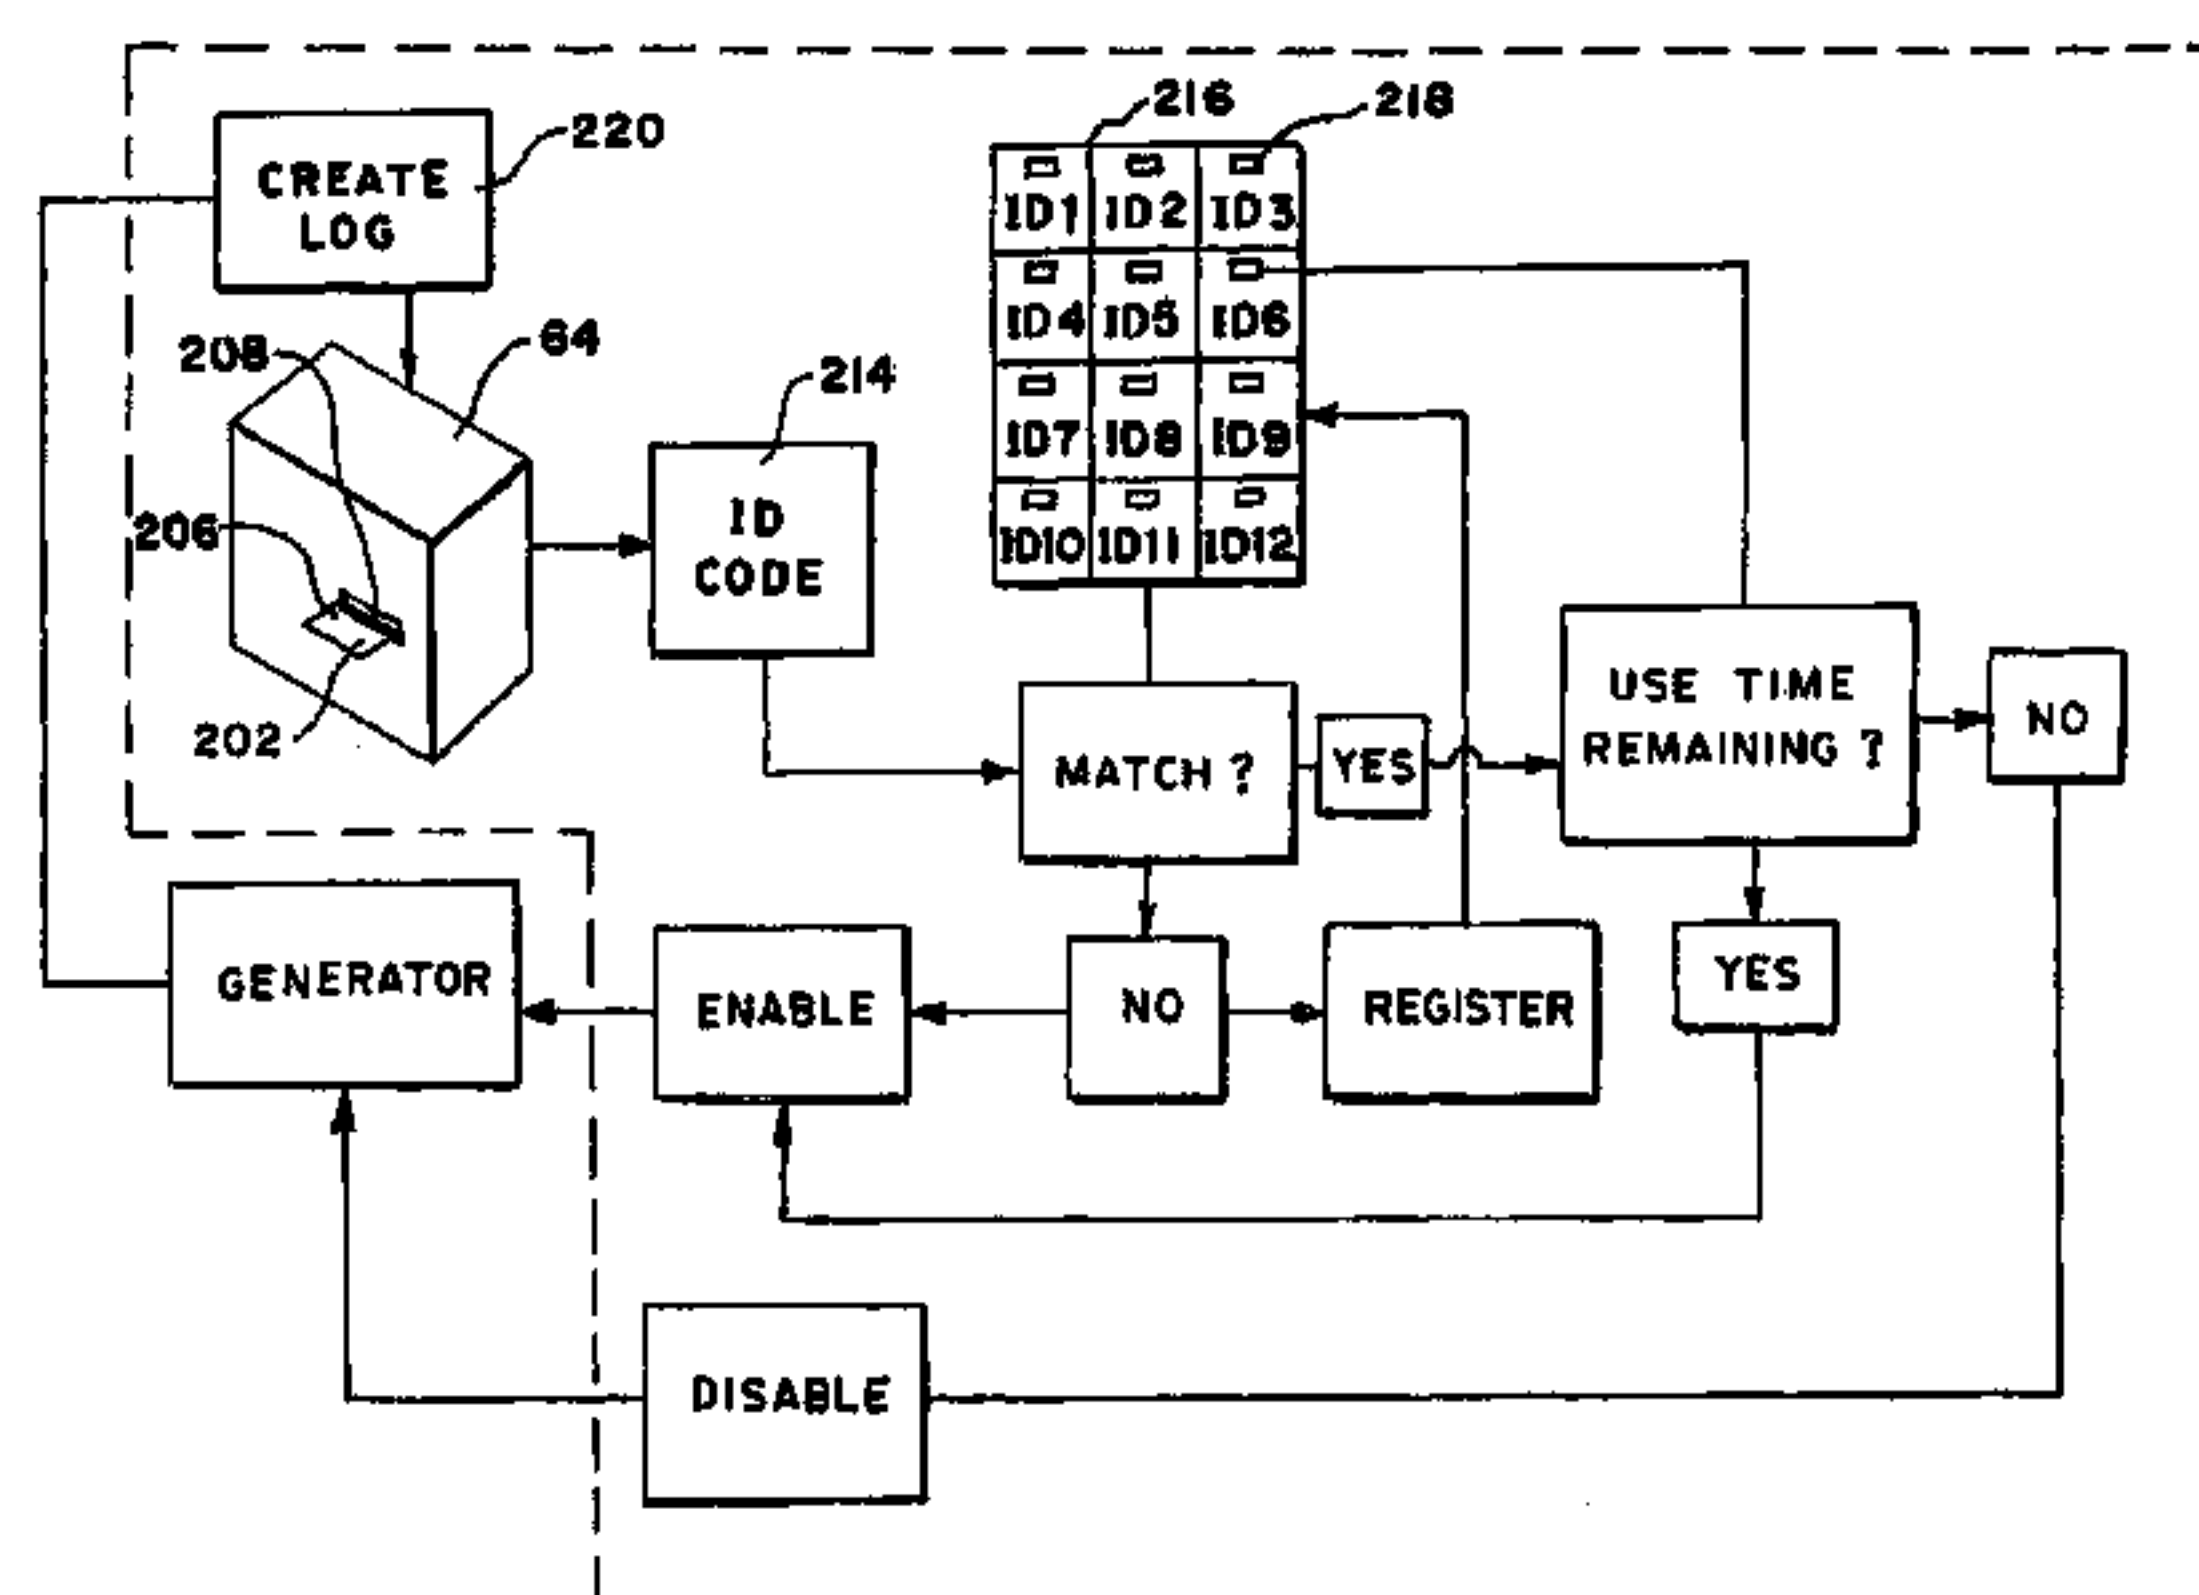 216
218
220
CREATE
LOG
ID1 ID2 ID3
ID4 ID5 ID6
ID7 ID8 ID9
ID10 ID11 ID12
208
64
214
206
ID
CODE
202
MATCH ?
YES
USE TIME
REMAINING ?
NO
GENERATOR
ENABLE
NO
REGISTER
YES
DISABLE